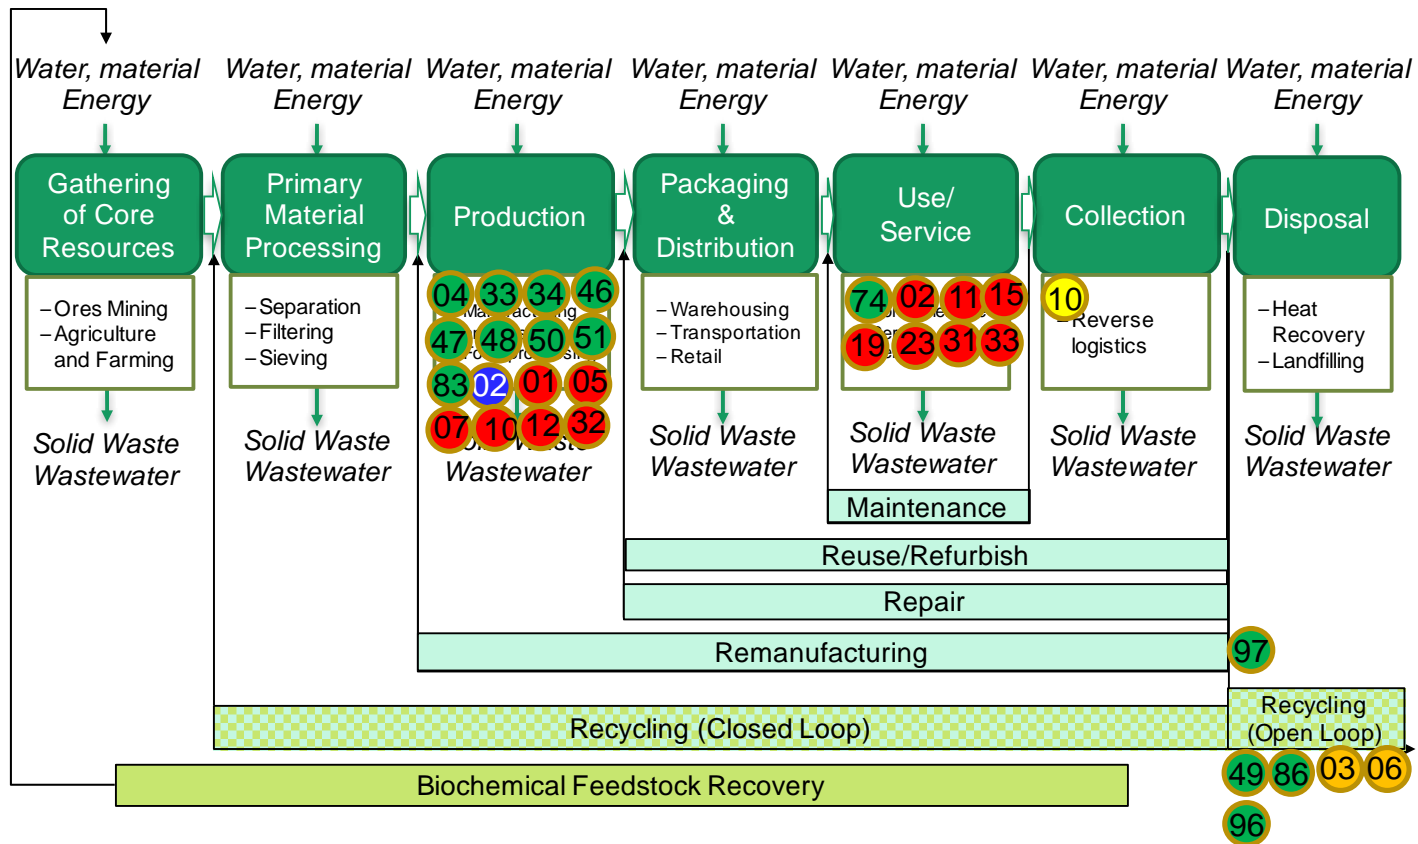 Water, material
Energy
Water, material
Energy
Water, material
Energy
Water, material
Energy
Water, material
Energy
Water, material
Energy
Water, material
Energy
Gathering
of Core
Resources
Primary
Material
Processing
Production
Packaging
&
Distribution
Use/
Service
Collection
Disposal
– Ores Mining
– Agriculture
and Farming
– Separation
– Filtering
– Sieving
04 33 34 46
47 48 50 51
83 02 01 05
07 10 12 32
– Warehousing
– Transportation
– Retail
74 02 11 15
19 23 31 33
10
– Reverse
logistics
– Heat
Recovery
– Landfilling
Solid Waste
Wastewater
Solid Waste
Wastewater
Solid Waste
Wastewater
Solid Waste
Wastewater
Solid Waste
Wastewater
Solid Waste
Wastewater
Solid Waste
Wastewater
Maintenance
Reuse/Refurbish
Repair
Remanufacturing
97
Recycling (Closed Loop)
Recycling
(Open Loop)
Biochemical Feedstock Recovery
49 86 03 06
96